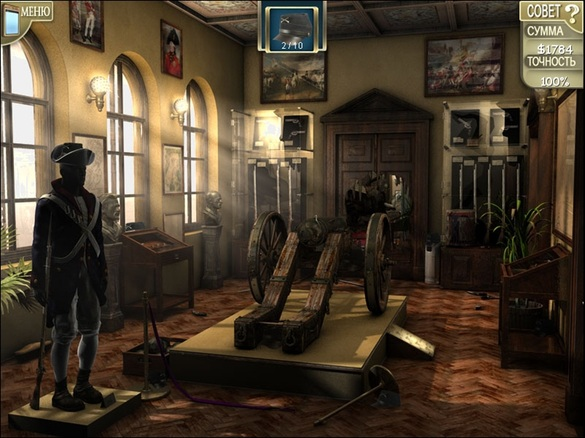 МЕНЮ
2/10
СОВЕТ ?
СУММА
$1784
ТОЧНОСТЬ
100%